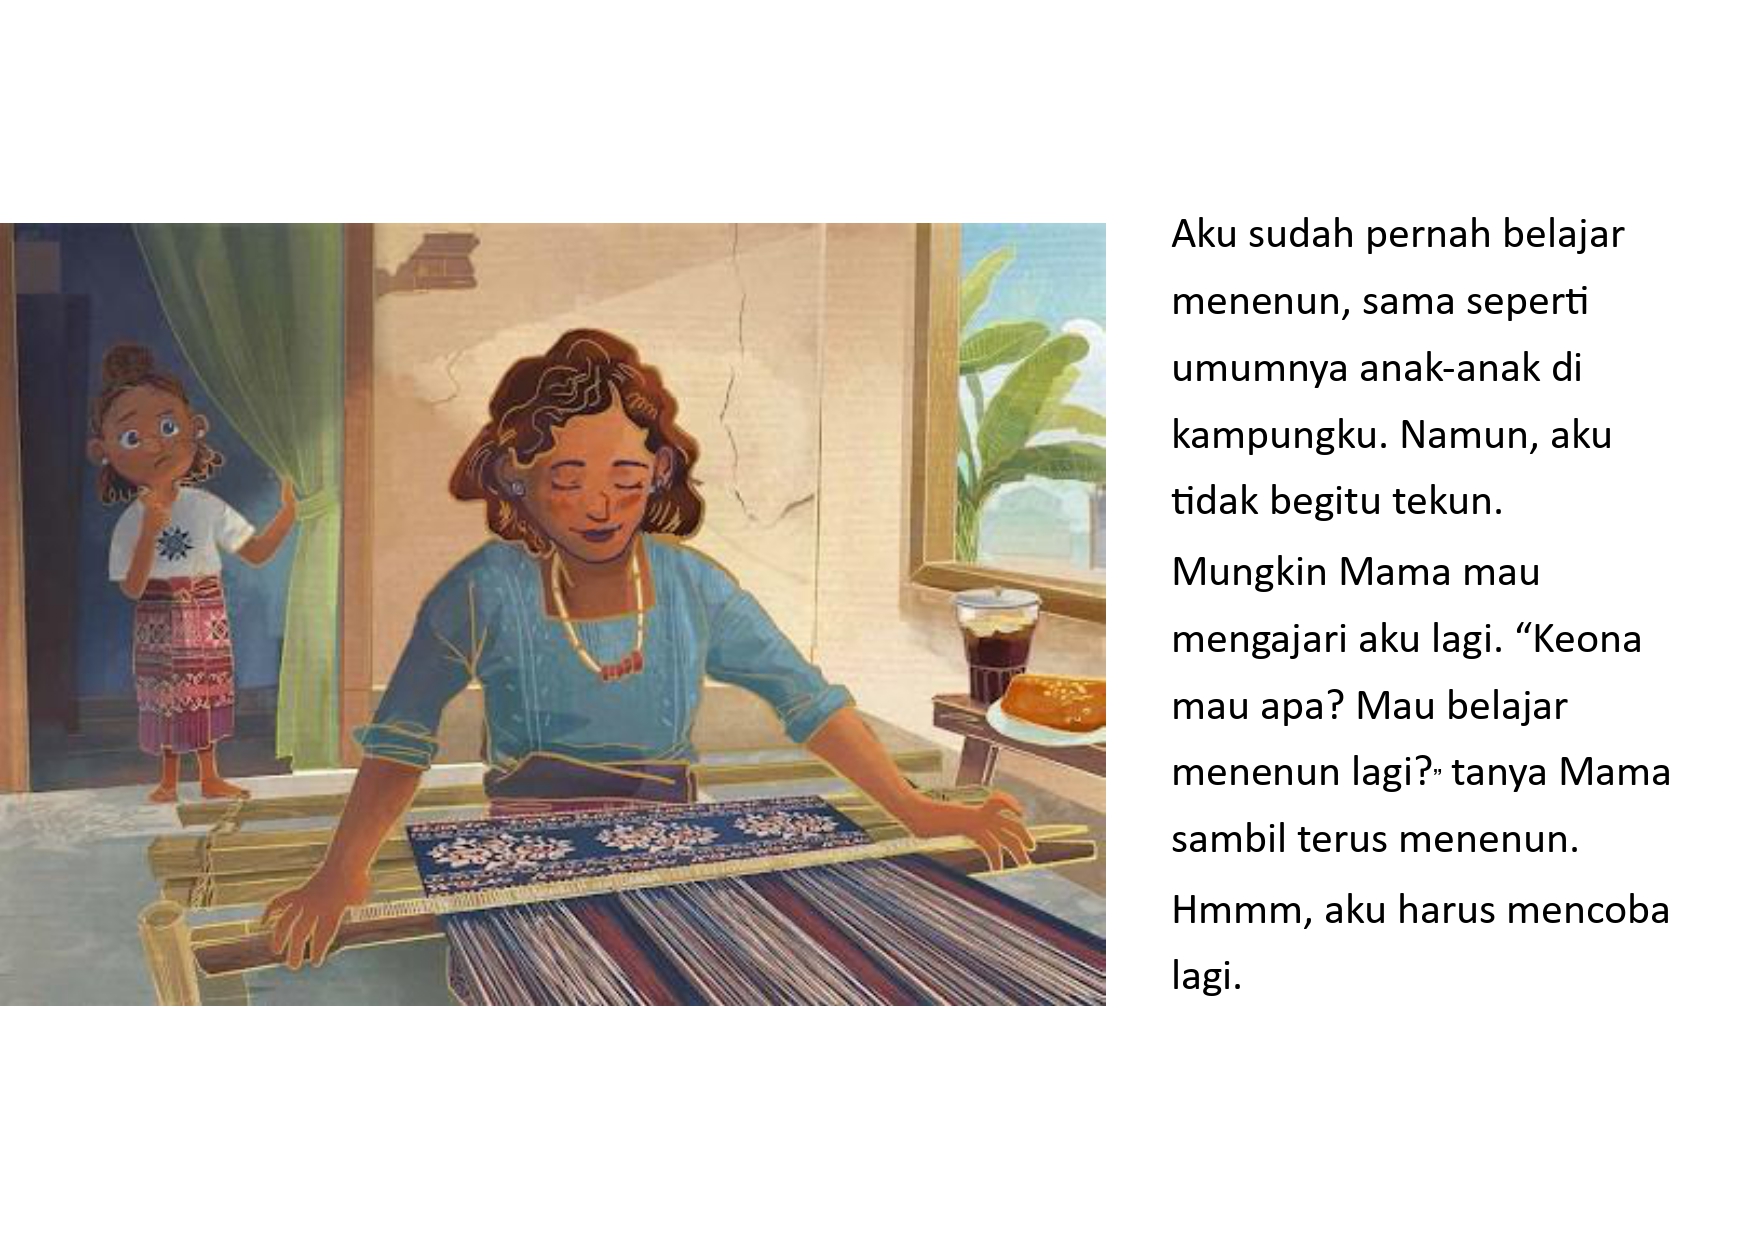 Aku sudah pernah belajar
menenun, sama seperti
umumnya anak-anak di
kampungku. Namun, aku
tidak begitu tekun.
Mungkin Mama mau
mengajari aku lagi. “Keona
mau apa? Mau belajar
menenun lagi?” tanya Mama
sambil terus menenun.
Hmmm, aku harus mencoba
lagi.